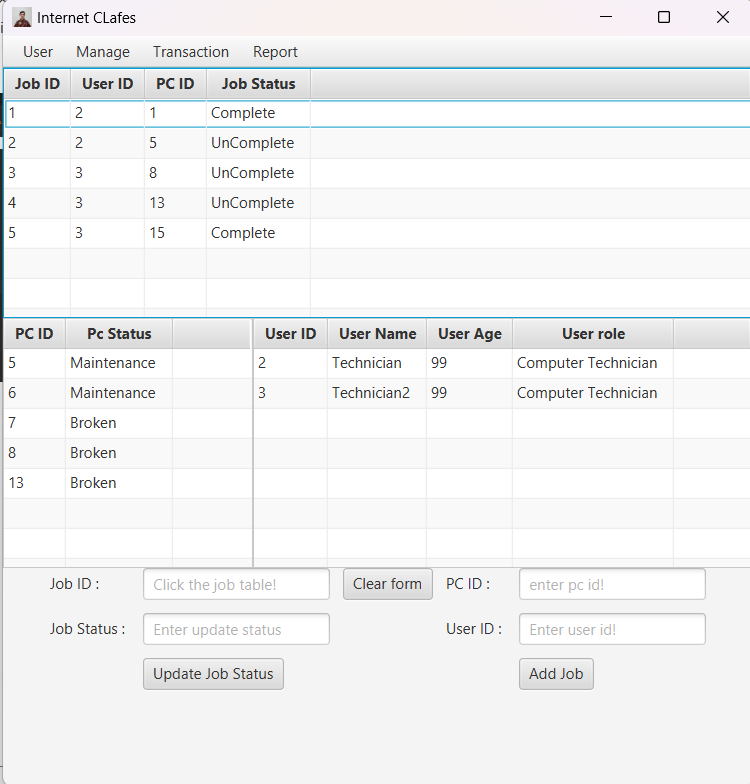 Internet CLafes
User Manage Transaction Report
Job ID User ID PC ID Job Status
1 2 1 Complete
2 2 5 UnComplete
3 3 8 UnComplete
4 3 13 UnComplete
5 3 15 Complete
PC ID Pc Status User ID User Name User Age User role
5 Maintenance 2 Technician 99 Computer Technician
6 Maintenance 3 Technician2 99 Computer Technician
7 Broken
8 Broken
13 Broken
Job ID : Click the job table! Clear form PC ID : enter pc id!
Job Status : Enter update status User ID : Enter user id!
Update Job Status Add Job